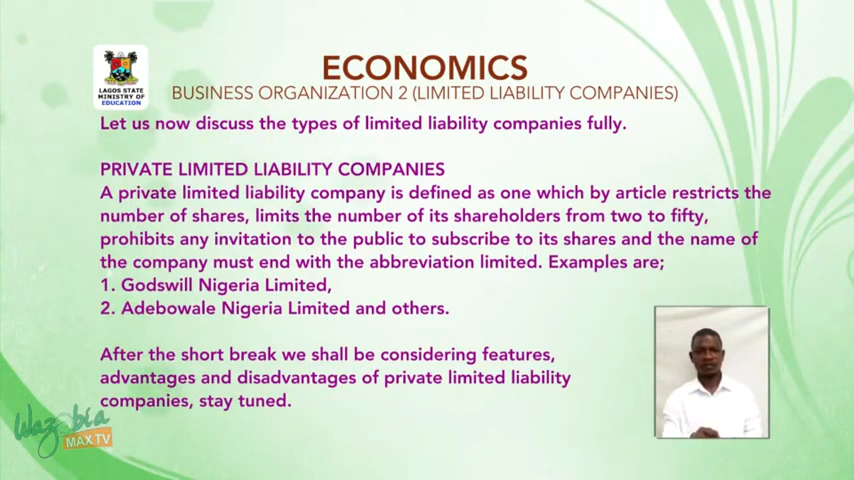 LAGOS STATE
MINISTRY OF
EDUCATION
ECONOMICS
BUSINESS ORGANIZATION 2 (LIMITED LIABILITY COMPANIES)
Let us now discuss the types of limited liability companies fully.
PRIVATE LIMITED LIABILITY COMPANIES
A private limited liability company is defined as one which by article restricts the
number of shares, limits the number of its shareholders from two to fifty,
prohibits any invitation to the public to subscribe to its shares and the name of
the company must end with the abbreviation limited. Examples are;
1. Godswill Nigeria Limited,
2. Adebowale Nigeria Limited and others.
After the short break we shall be considering features,
advantages and disadvantages of private limited liability
companies, stay tuned.
Wazobia
MAX TV